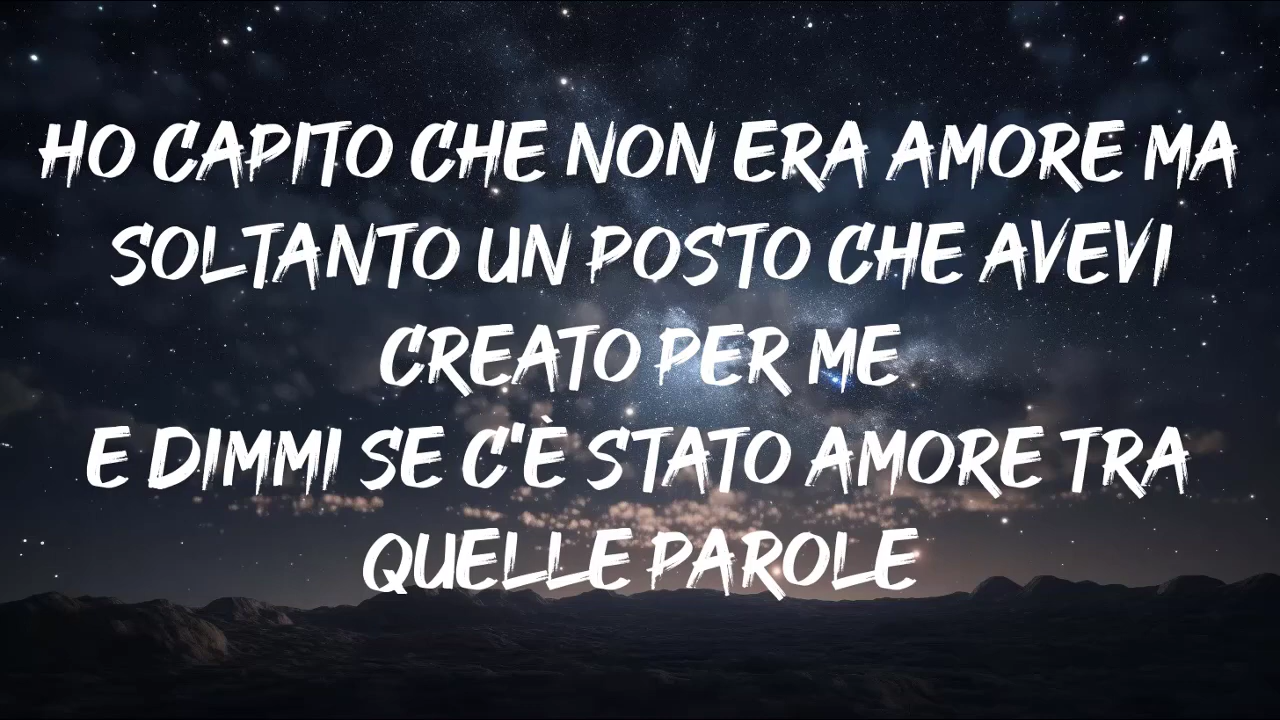 HO CAPITO CHE NON ERA AMORE MA
SOLTANTO UN POSTO CHE AVEVI
CREATO PER ME
E DIMMI SE C'È STATO AMORE TRA
QUELLE PAROLE